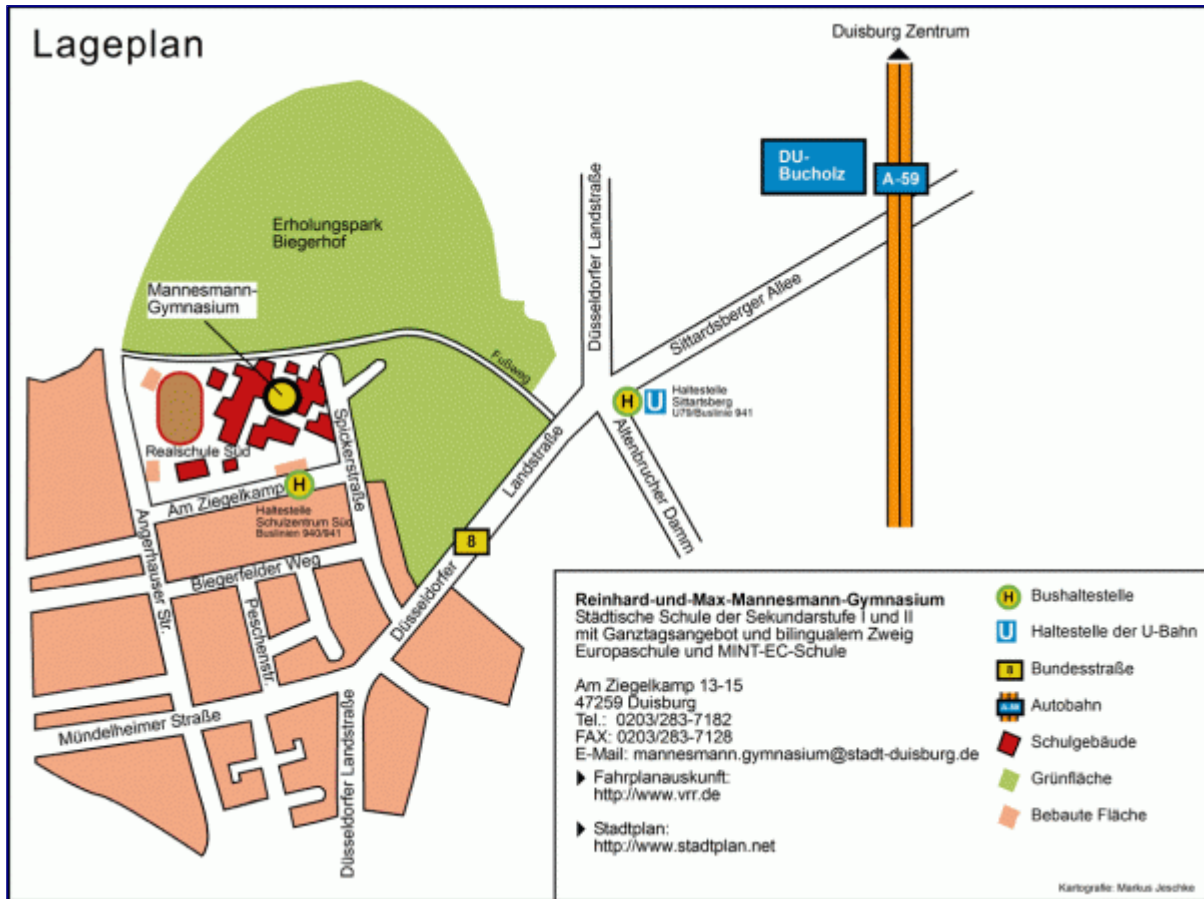 Lageplan
Duisburg Zentrum
DU-
Bucholz
A-59
Erholungspark
Biegerhof
Mannesmann-
Gymnasium
Düsseldorfer Landstraße
Sittardsberger Allee
Fußweg
H
U
Haltestelle
Sittartsberg
U79/Buslinie 941
Altenbrucher Damm
Realschule Süd
Spickerstraße
Am Ziegelkamp
H
Haltestelle
Schulzentrum Süd
Buslinien 940/941
Angerhauser Str.
Biegerfelder Weg
Peschenstr.
Düsseldorfer
8
Landstraße
Mündelheimer Straße
Düsseldorfer Landstraße
Reinhard-und-Max-Mannesmann-Gymnasium
Städtische Schule der Sekundarstufe I und II
mit Ganztagsangebot und bilingualem Zweig
Europaschule und MINT-EC-Schule
Am Ziegelkamp 13-15
47259 Duisburg
Tel.: 0203/283-7182
FAX: 0203/283-7128
E-Mail: mannesmann.gymnasium@stadt-duisburg.de
Fahrplanauskunft:
http://www.vrr.de
Stadtplan:
http://www.stadtplan.net
H Bushaltestelle
U Haltestelle der U-Bahn
8 Bundesstraße
Autobahn
Schulgebäude
Grünfläche
Bebaute Fläche
Kartografie: Markus Jeschke